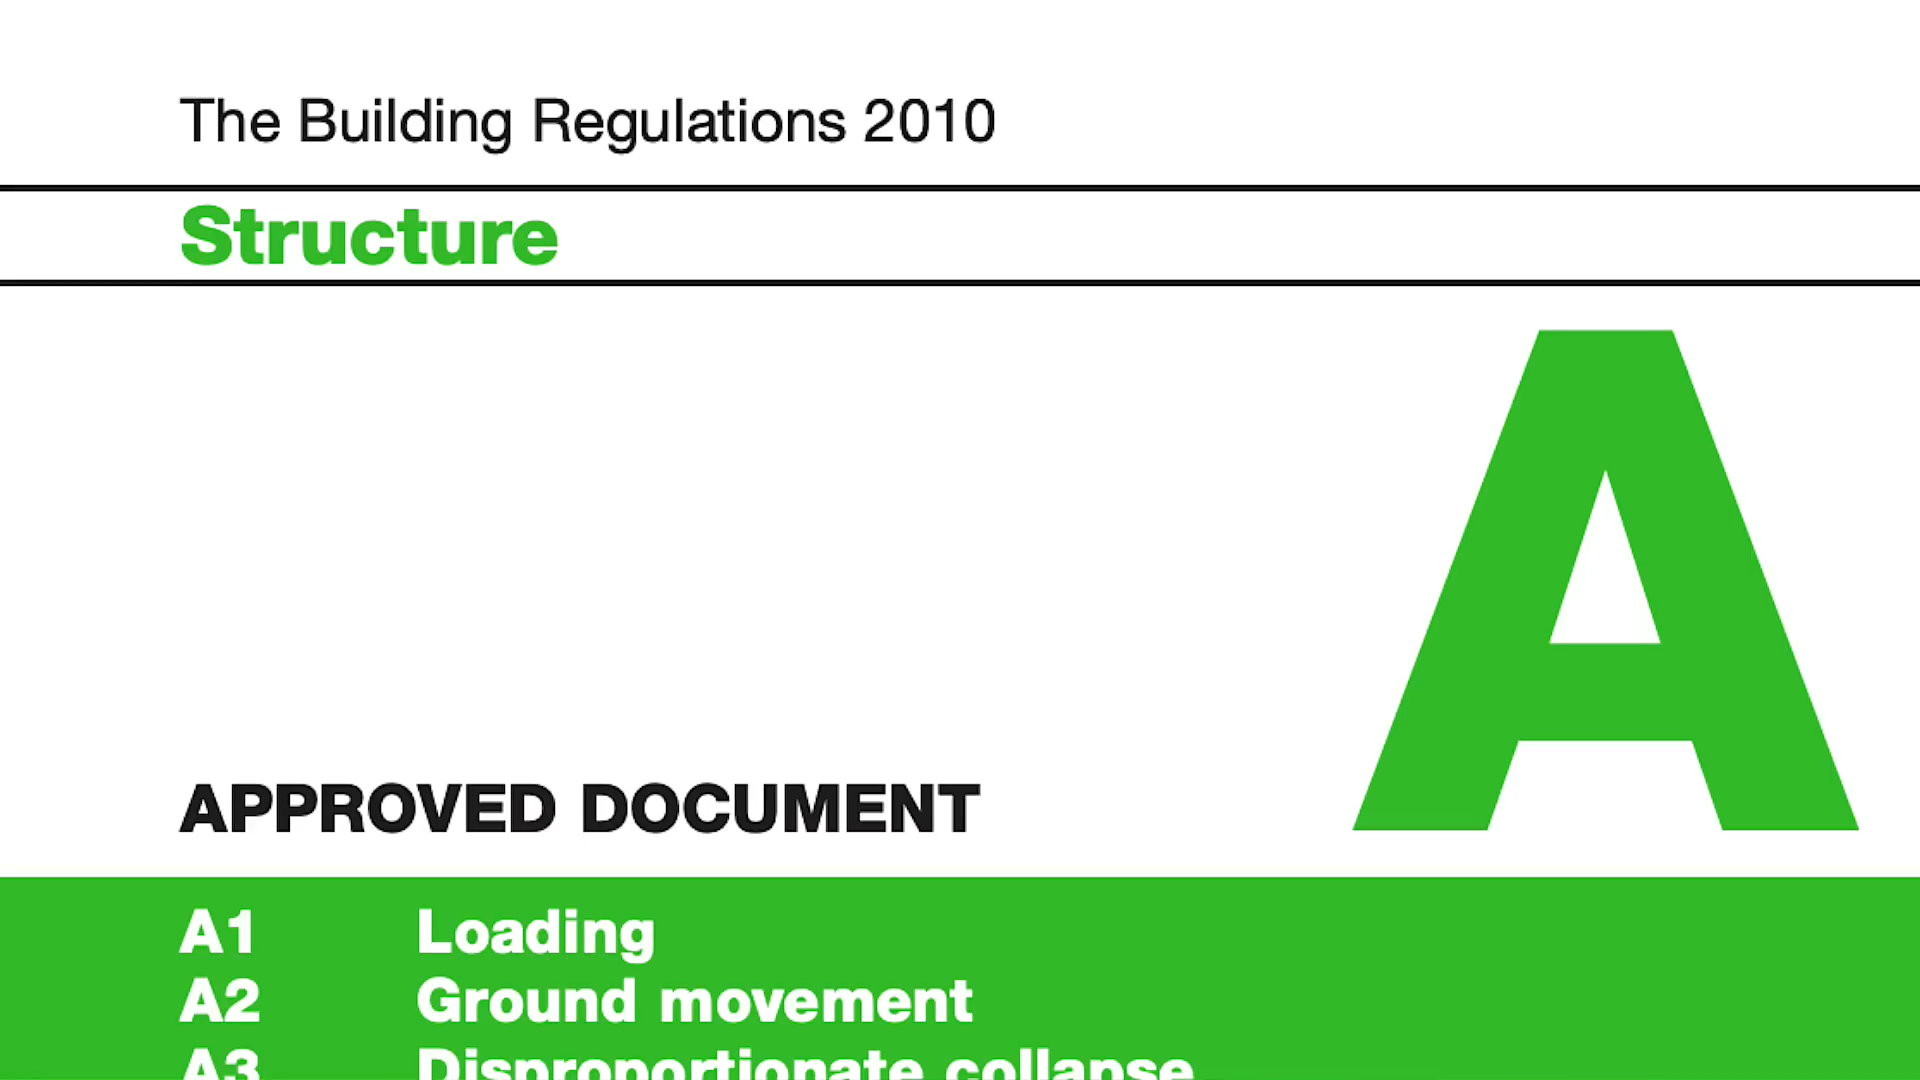 The Building Regulations 2010
Structure
A
APPROVED DOCUMENT
A1 Loading
A2 Ground movement
A3 Disproportionate collapse